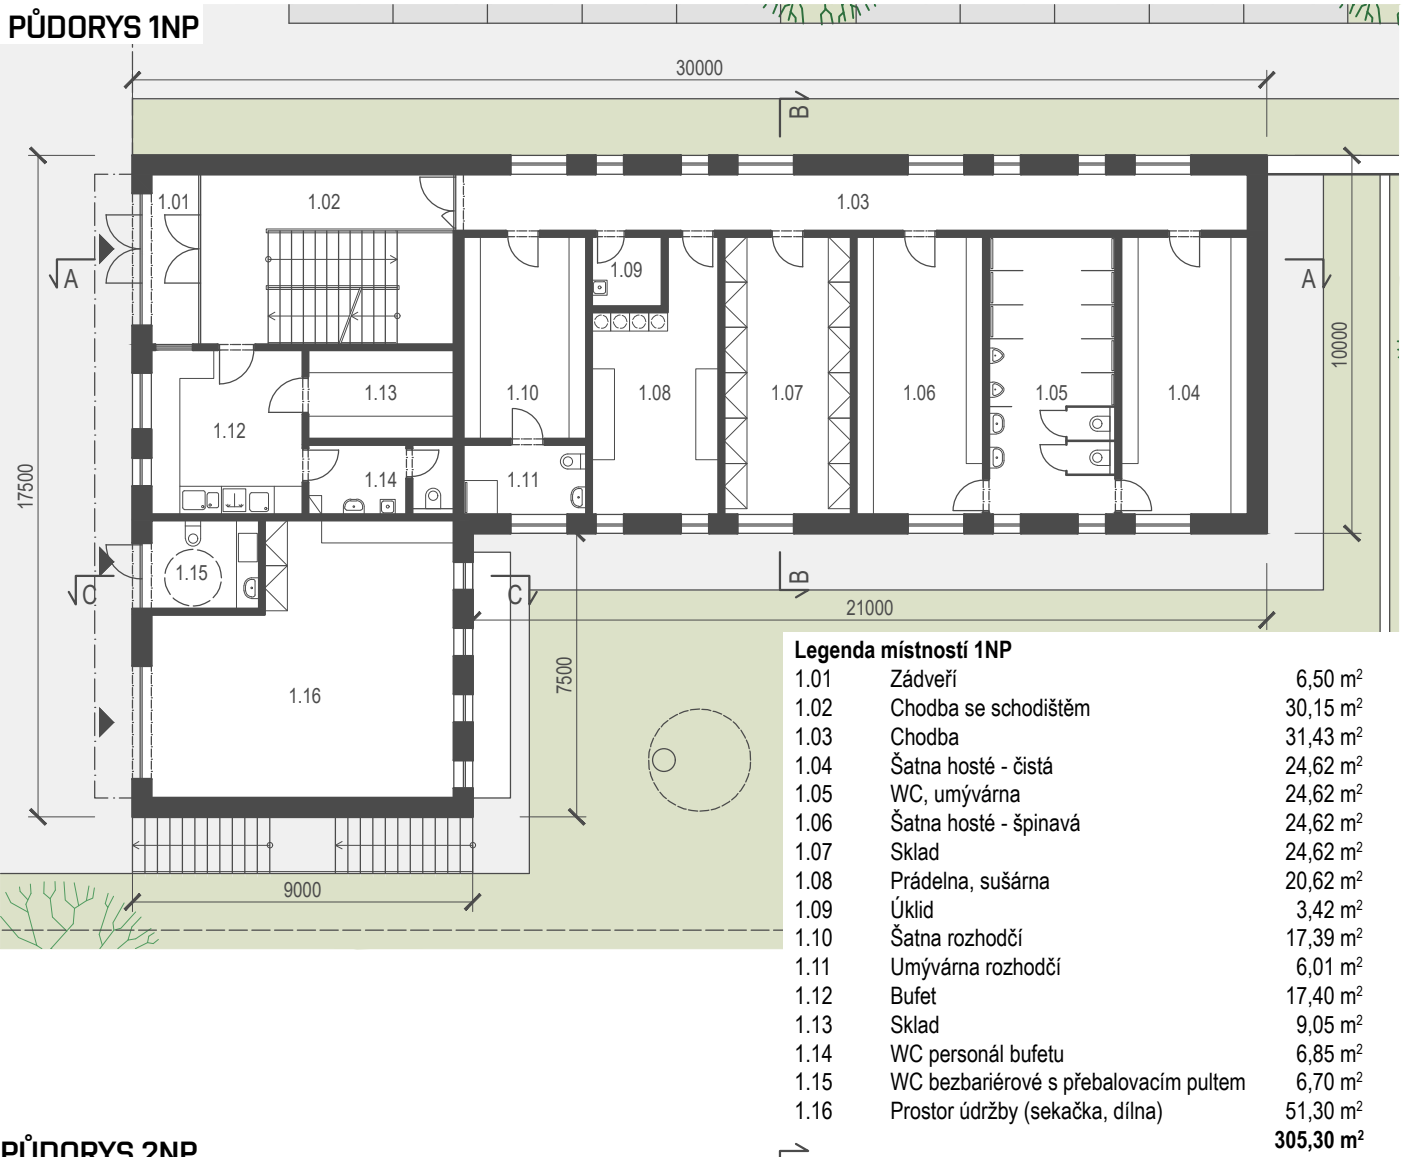 PŮDORYS 1NP
30000
B
1.01
1.02
1.03
A
A
1.09
17500
10000
1.13
1.10
1.08
1.07
1.06
1.05
1.04
1.12
1.14
1.11
1.15
C
C
B
21000
1.16
7500
9000
Legenda místností 1NP
1.01 Zádveří 6,50 m²
1.02 Chodba se schodištěm 30,15 m²
1.03 Chodba 31,43 m²
1.04 Šatna hosté - čistá 24,62 m²
1.05 WC, umývárna 24,62 m²
1.06 Šatna hosté - špinavá 24,62 m²
1.07 Sklad 24,62 m²
1.08 Prádelna, sušárna 20,62 m²
1.09 Úklid 3,42 m²
1.10 Šatna rozhodčí 17,39 m²
1.11 Umývárna rozhodčí 6,01 m²
1.12 Bufet 17,40 m²
1.13 Sklad 9,05 m²
1.14 WC personál bufetu 6,85 m²
1.15 WC bezbariérové s přebalovacím pultem 6,70 m²
1.16 Prostor údržby (sekačka, dílna) 51,30 m²
305,30 m²
PŮDORYS 2NP